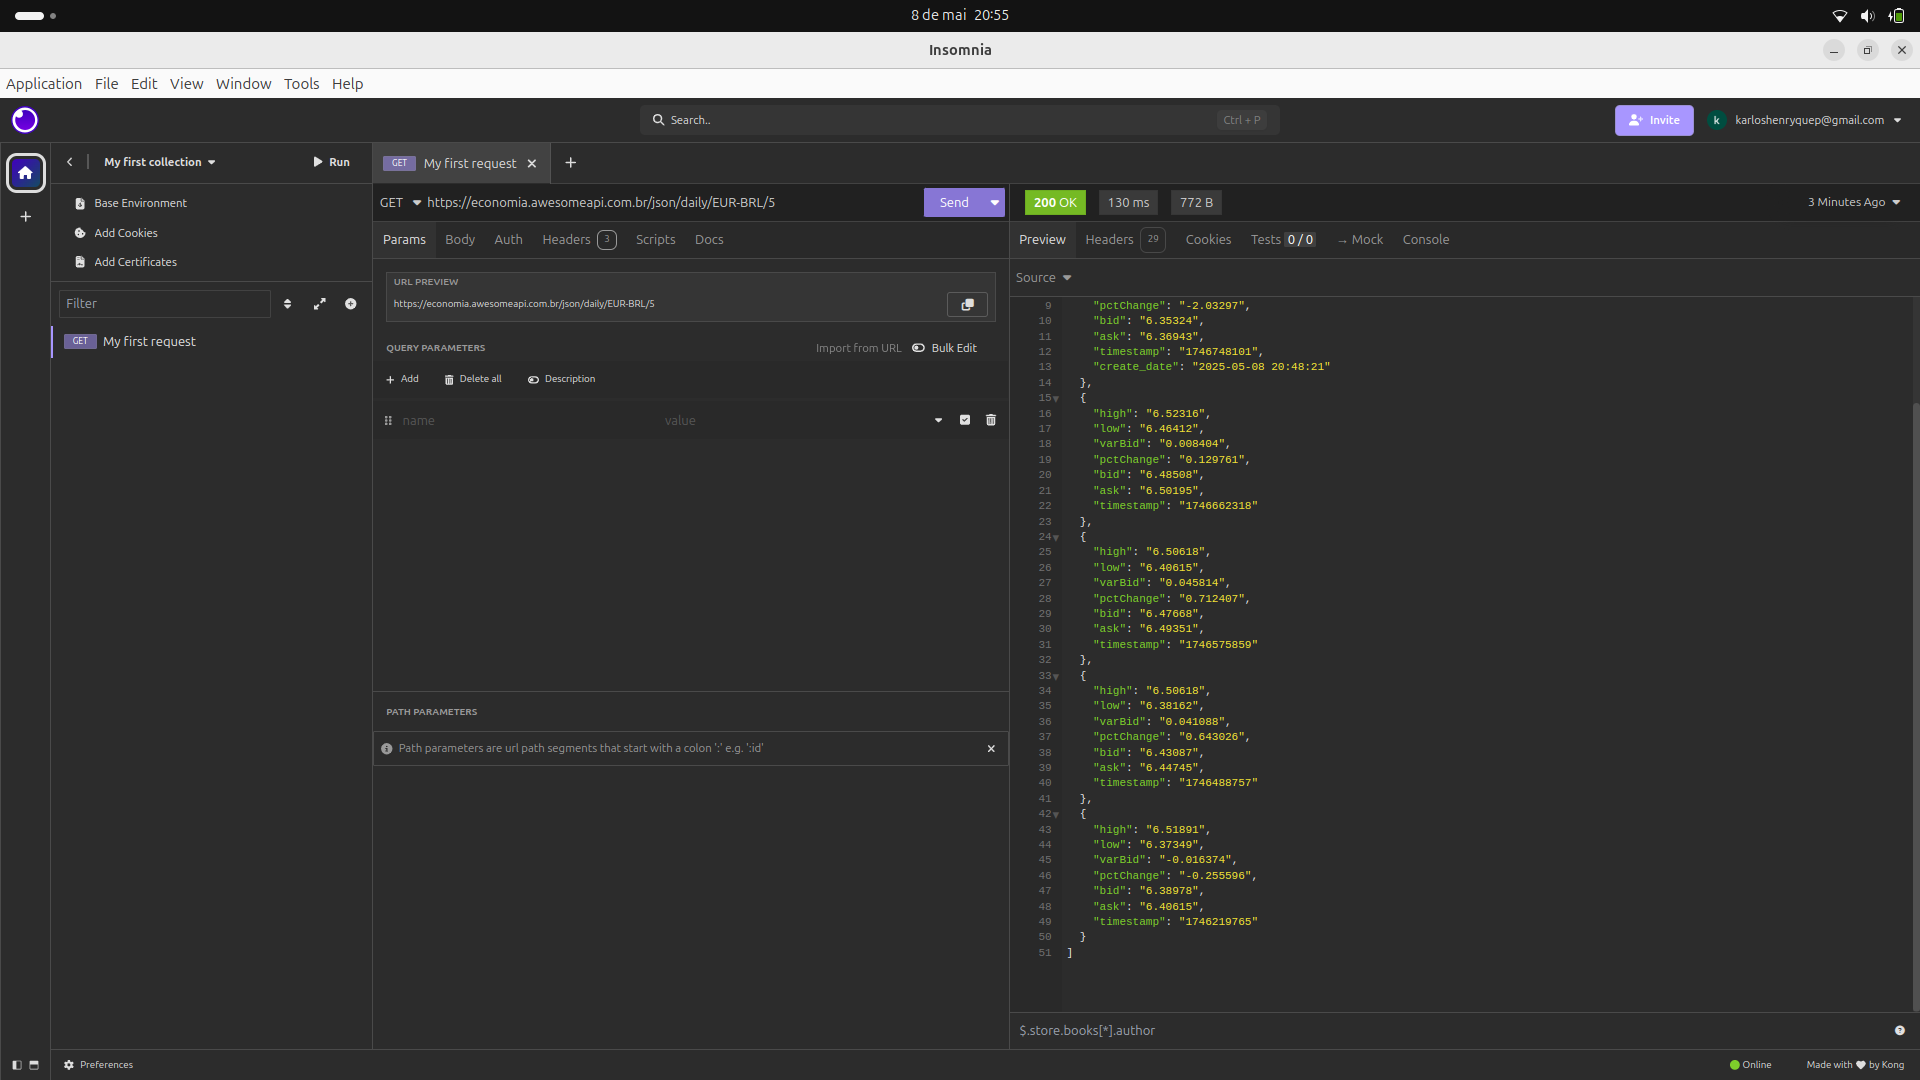 8 de mai 20:55
Insomnia
Application File Edit View Window Tools Help
Search..
Ctrl + P
Invite
k
karloshenryquep@gmail.com
My first collection
Run
GET My first request
Base Environment
Add Cookies
Add Certificates
Filter
GET My first request
GET https://economia.awesomeapi.com.br/json/daily/EUR-BRL/5
Send
Params Body Auth Headers 3 Scripts Docs
URL PREVIEW
https://economia.awesomeapi.com.br/json/daily/EUR-BRL/5
QUERY PARAMETERS
Import from URL
Bulk Edit
Add
Delete all
Description
name
value
PATH PARAMETERS
Path parameters are url path segments that start with a colon ':' e.g. ':id'
200 OK
130 ms
772 B
3 Minutes Ago
Preview Headers 29 Cookies Tests 0 / 0 → Mock Console
Source
9 "pctChange": "-2.03297",
10 "bid": "6.35324",
11 "ask": "6.36943",
12 "timestamp": "1746748101",
13 "create_date": "2025-05-08 20:48:21"
14 },
15 {
16 "high": "6.52316",
17 "low": "6.46412",
18 "varBid": "0.008404",
19 "pctChange": "0.129761",
20 "bid": "6.48508",
21 "ask": "6.50195",
22 "timestamp": "1746662318"
23 },
24 {
25 "high": "6.50618",
26 "low": "6.40615",
27 "varBid": "0.045814",
28 "pctChange": "0.712407",
29 "bid": "6.47668",
30 "ask": "6.49351",
31 "timestamp": "1746575859"
32 },
33 {
34 "high": "6.50618",
35 "low": "6.38162",
36 "varBid": "0.041088",
37 "pctChange": "0.643026",
38 "bid": "6.43087",
39 "ask": "6.44745",
40 "timestamp": "1746488757"
41 },
42 {
43 "high": "6.51891",
44 "low": "6.37349",
45 "varBid": "-0.016374",
46 "pctChange": "-0.255596",
47 "bid": "6.38978",
48 "ask": "6.40615",
49 "timestamp": "1746219765"
50 }
51 ]
$.store.books[*].author
Preferences
Online
Made with ♥ by Kong